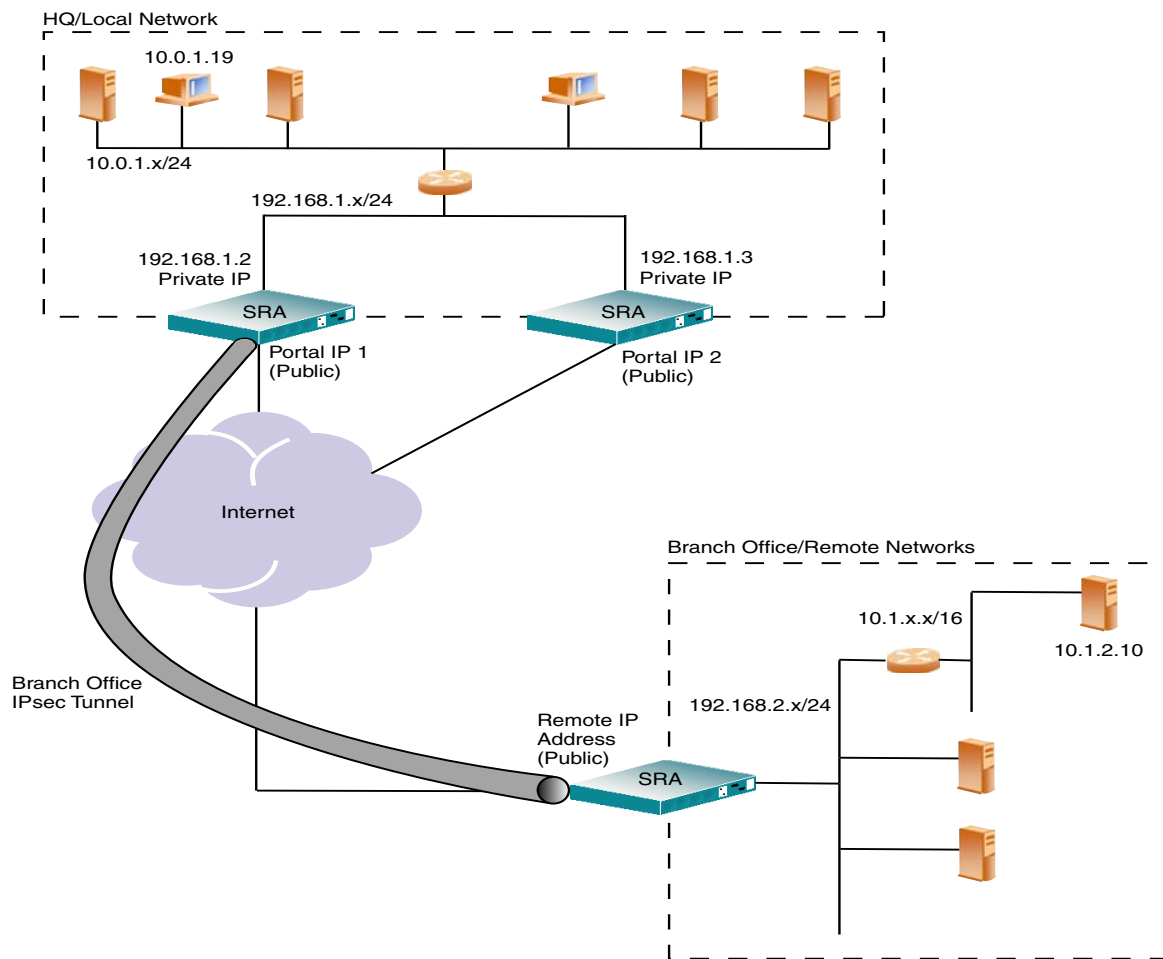 HQ/Local Network
10.0.1.19
10.0.1.x/24
192.168.1.x/24
192.168.1.2
Private IP
192.168.1.3
Private IP
SRA
SRA
Portal IP 1
(Public)
Portal IP 2
(Public)
Internet
Branch Office/Remote Networks
10.1.x.x/16
10.1.2.10
Branch Office
IPsec Tunnel
192.168.2.x/24
Remote IP
Address
(Public)
SRA